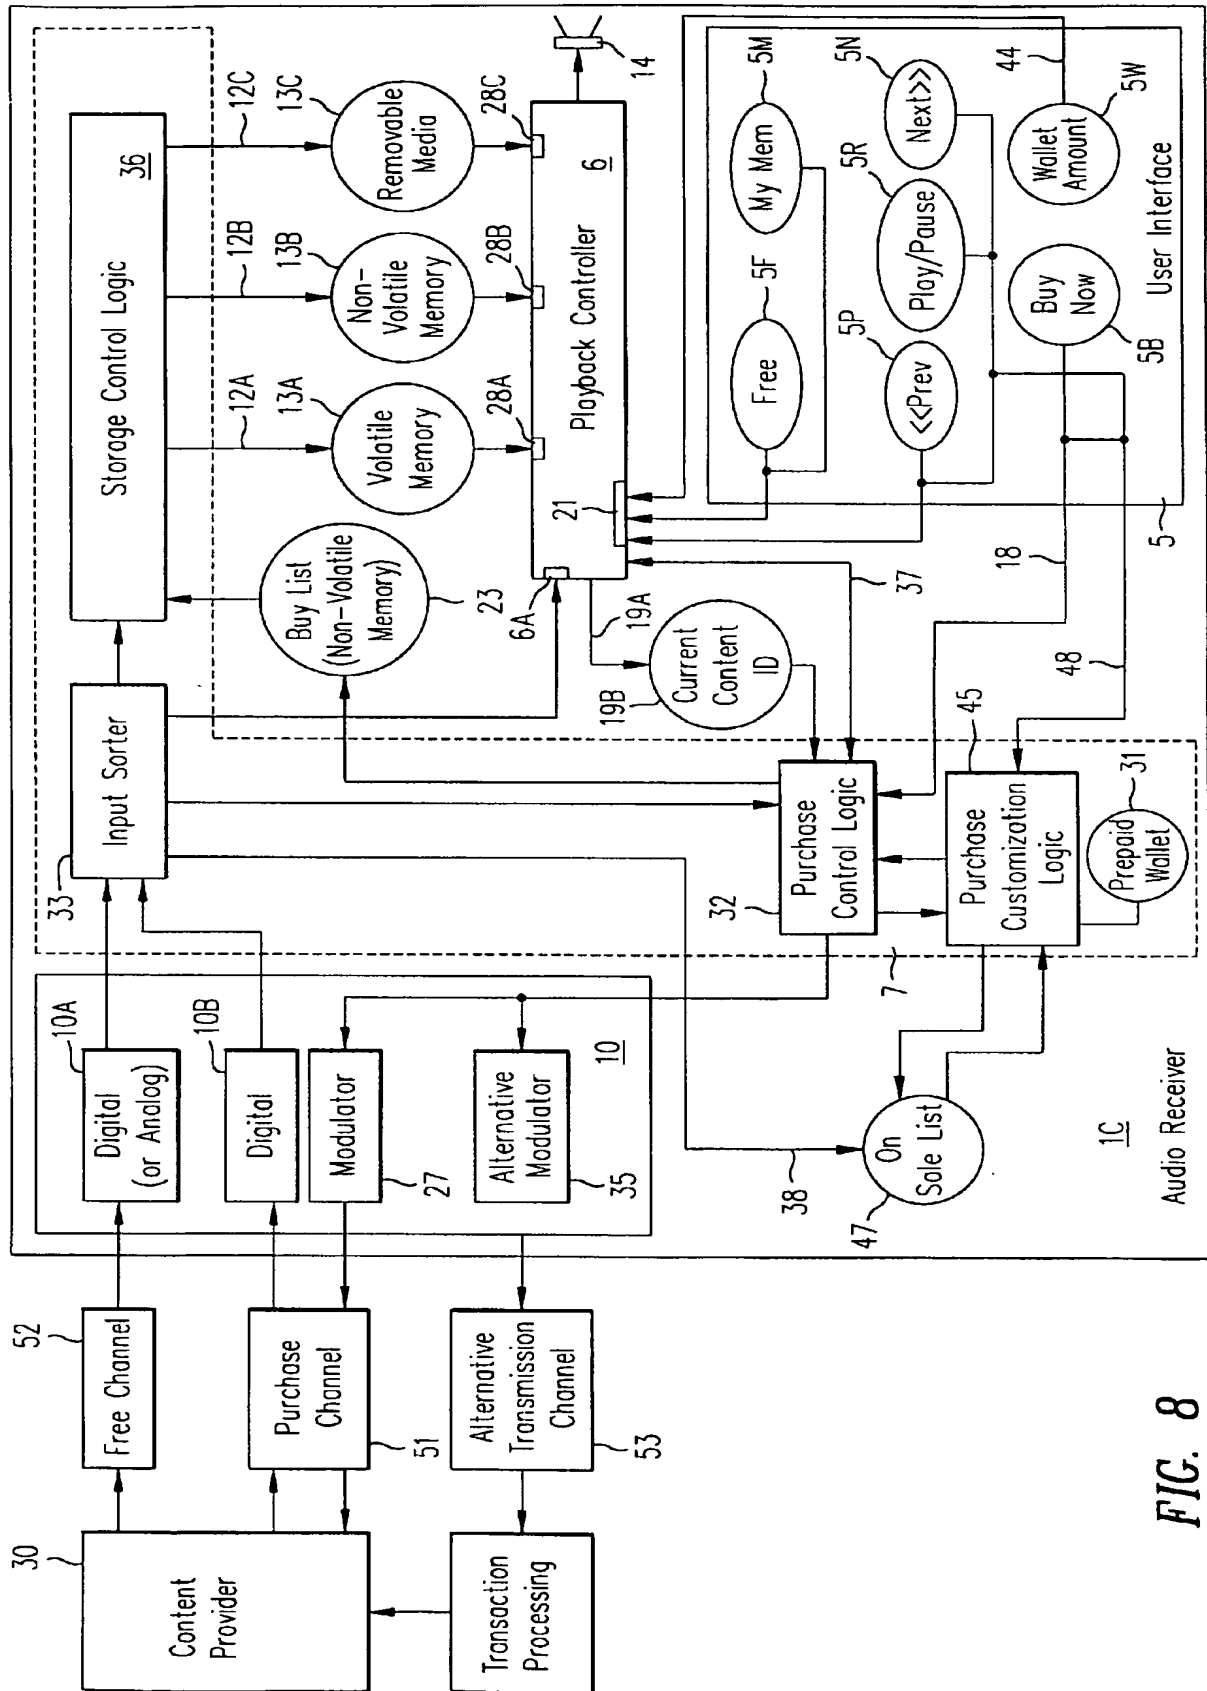 30
Content
Provider
52
Free Channel
Purchase
Channel
51
Alternative
Transmission
Channel
53
Transaction
Processing
10A
Digital
(or Analog)
10B
Digital
Modulator
27
Alternative
Modulator
35
10
33
Input Sorter
Storage Control Logic
36
12A
12B
12C
13A
Volatile
Memory
13B
Non-
Volatile
Memory
13C
Removable
Media
Buy List
(Non-Volatile
Memory)
23
28A
28B
28C
6A
21
Playback Controller
6
14
19A
19B
Current
Content
ID
37
32
Purchase
Control Logic
45
Purchase
Customization
Logic
31
Prepaid
Wallet
7
38
On
Sale List
47
18
48
5
5F
Free
5M
My Mem
5P
<<Prev
5R
Play/Pause
5N
Next>>
Buy
Now
5B
Wallet
Amount
5W
44
User Interface
1C
Audio Receiver
FIG. 8